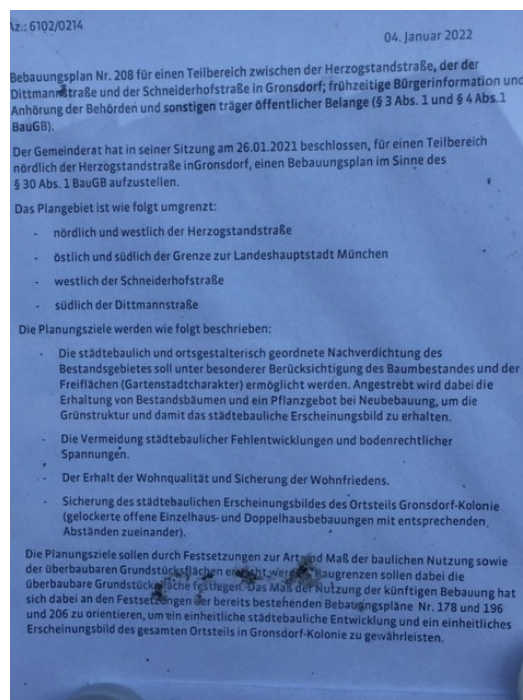 Az.: 6102/0214
04. Januar 2022
Bebauungsplan Nr. 208 für einen Teilbereich zwischen der Herzogstandstraße, der der
Dittmannstraße und der Schneiderhofstraße in Gronsdorf; frühzeitige Bürgerinformation und
Anhörung der Behörden und sonstigen träger öffentlicher Belange (§ 3 Abs. 1 und § 4 Abs.1
BauGB).
Der Gemeinderat hat in seiner Sitzung am 26.01.2021 beschlossen, für einen Teilbereich
nördlich der Herzogstandstraße inGronsdorf, einen Bebauungsplan im Sinne des
§ 30 Abs. 1 BauGB aufzustellen.
Das Plangebiet ist wie folgt umgrenzt:
- nördlich und westlich der Herzogstandstraße
- östlich und südlich der Grenze zur Landeshauptstadt München
- westlich der Schneiderhofstraße
- südlich der Dittmannstraße
Die Planungsziele werden wie folgt beschrieben:
- Die städtebaulich und ortsgestalterisch geordnete Nachverdichtung des
Bestandsgebietes soll unter besonderer Berücksichtigung des Baumbestandes und der
Freiflächen (Gartenstadtcharakter) ermöglicht werden. Angestrebt wird dabei die
Erhaltung von Bestandsbäumen und ein Pflanzgebot bei Neubebauung, um die
Grünstruktur und damit das städtebauliche Erscheinungsbild zu erhalten.
- Die Vermeidung städtebaulicher Fehlentwicklungen und bodenrechtlicher
Spannungen.
- Der Erhalt der Wohnqualität und Sicherung der Wohnfriedens.
- Sicherung des städtebaulichen Erscheinungsbildes des Ortsteils Gronsdorf-Kolonie
(gelockerte offene Einzelhaus- und Doppelhausbebauungen mit entsprechenden
Abständen zueinander).
Die Planungsziele sollen durch Festsetzungen zur Art und Maß der baulichen Nutzung sowie
der überbaubaren Grundstücksflächen erreicht werden. Baugrenzen sollen dabei die
überbaubare Grundstücksfläche festlegen. Das Maß der Nutzung der künftigen Bebauung hat
sich dabei an den Festsetzungen der bereits bestehenden Bebauungspläne Nr. 178 und 196
und 206 zu orientieren, um ein einheitliche städtebauliche Entwicklung und ein einheitliches
Erscheinungsbild des gesamten Ortsteils in Gronsdorf-Kolonie zu gewährleisten.